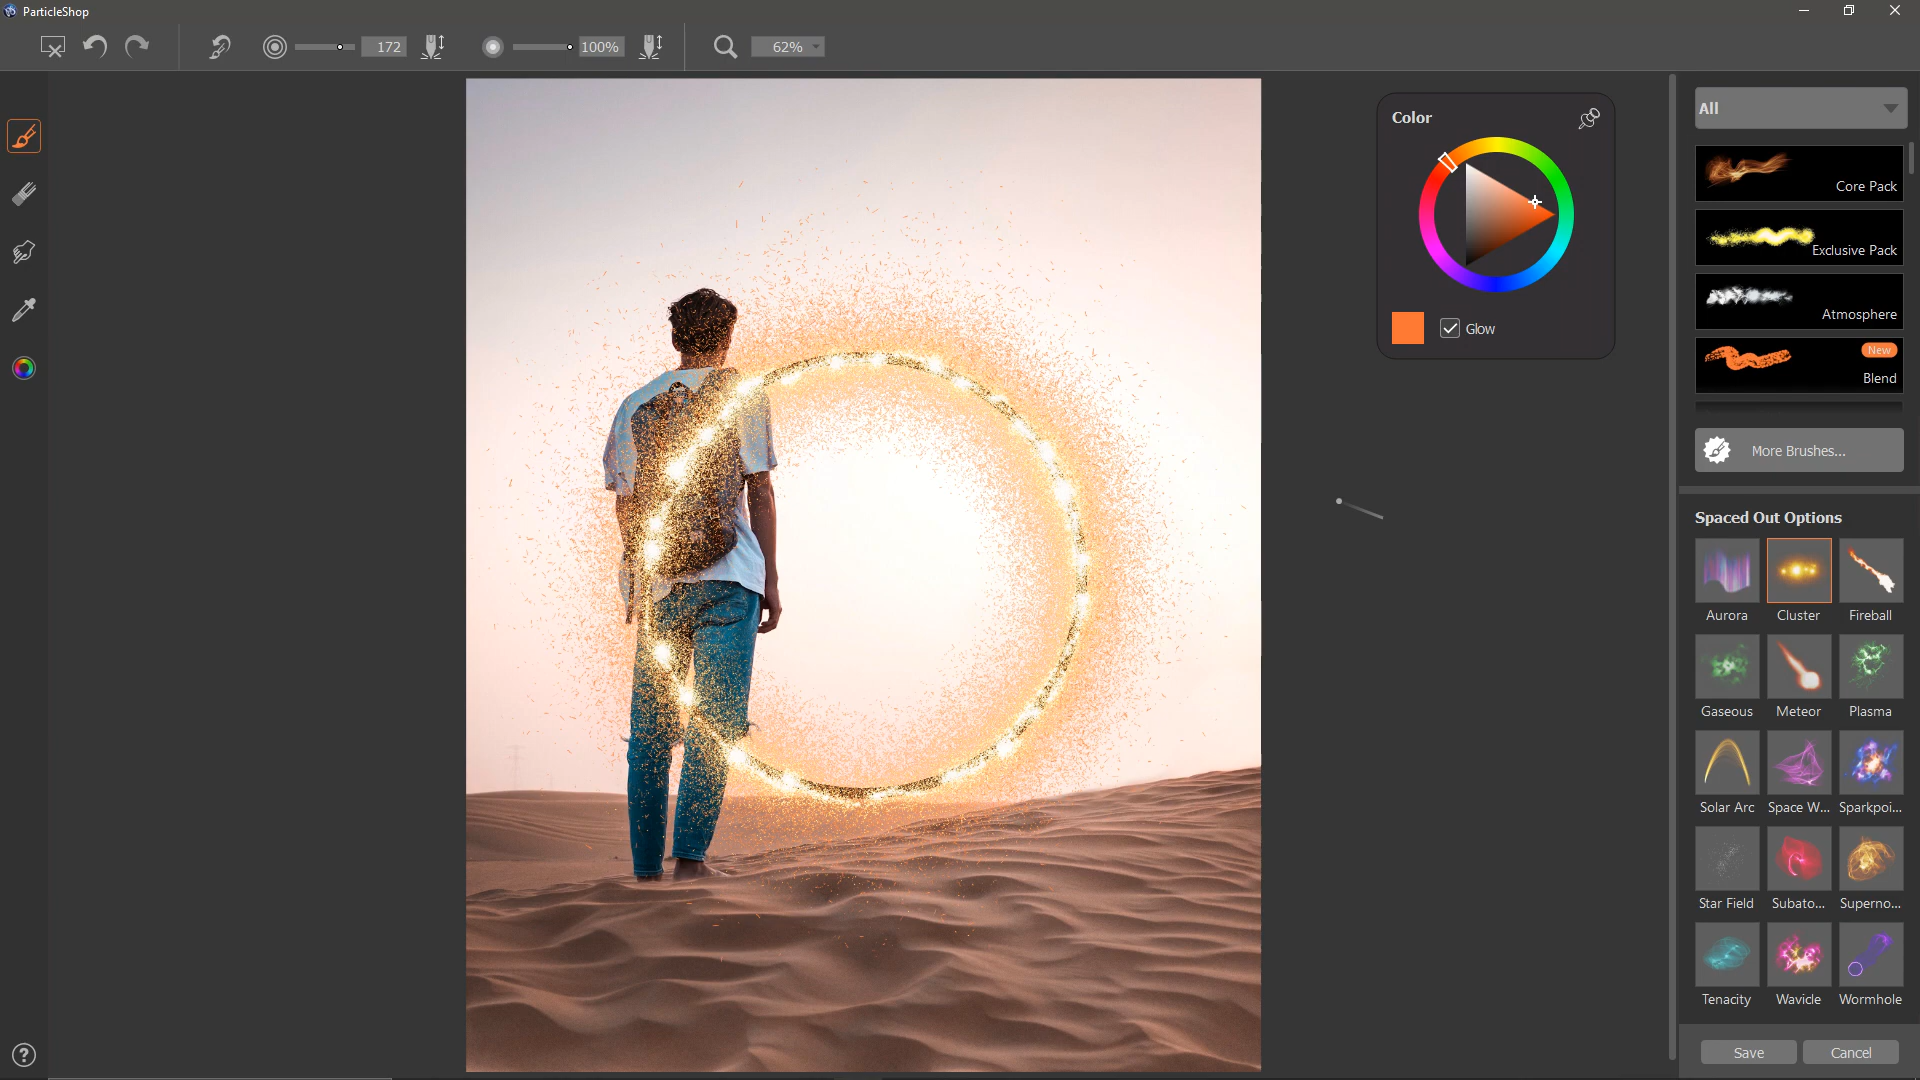 ParticleShop
172
100%
62%
Color
Glow
All
Core Pack
Exclusive Pack
Atmosphere
New
Blend
More Brushes...
Spaced Out Options
Aurora
Cluster
Fireball
Gaseous
Meteor
Plasma
Solar Arc
Space W...
Sparkpoi...
Star Field
Subato...
Superno...
Tenacity
Wavicle
Wormhole
?
Save
Cancel